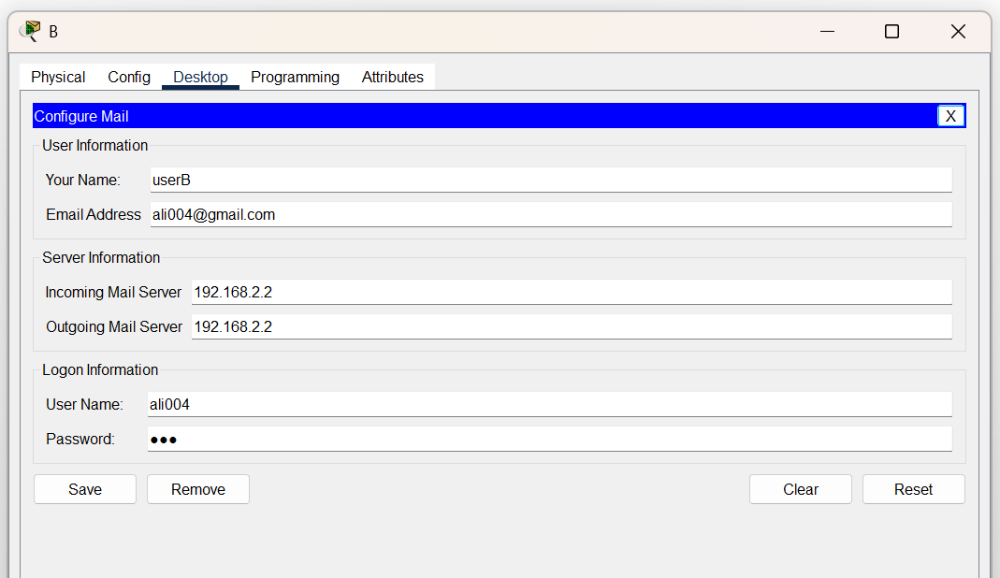 B
Physical Config Desktop Programming Attributes
Configure Mail X
User Information
Your Name: userB
Email Address ali004@gmail.com
Server Information
Incoming Mail Server 192.168.2.2
Outgoing Mail Server 192.168.2.2
Logon Information
User Name: ali004
Password: ●●●
Save Remove Clear Reset